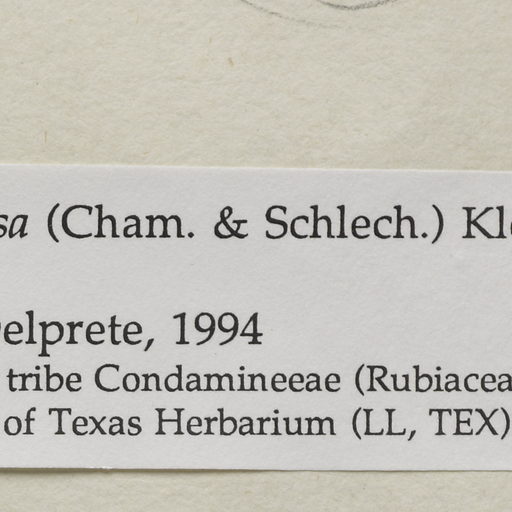 sa (Cham. & Schlech.) Kl
elprete, 1994
tribe Condamineeae (Rubiacea
of Texas Herbarium (LL, TEX)